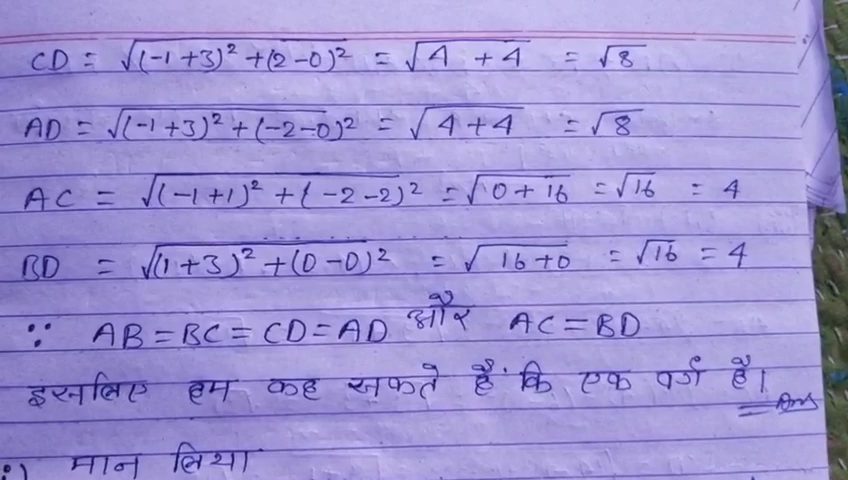 CD = √(-1+3)² +(2-0)² = √4 + 4 = √8
AD = √(-1+3)² + (-2-0)² = √4+4 = √8
AC = √(-1+1)² + (-2-2)² = √0+16 = √16 = 4
BD = √(1+3)² + (0-0)² = √16+0 = √16 = 4
∵ AB = BC = CD = AD और AC = BD
इसलिए हम कह सकते हैं कि एक वर्ग है। Ans
मान लिया